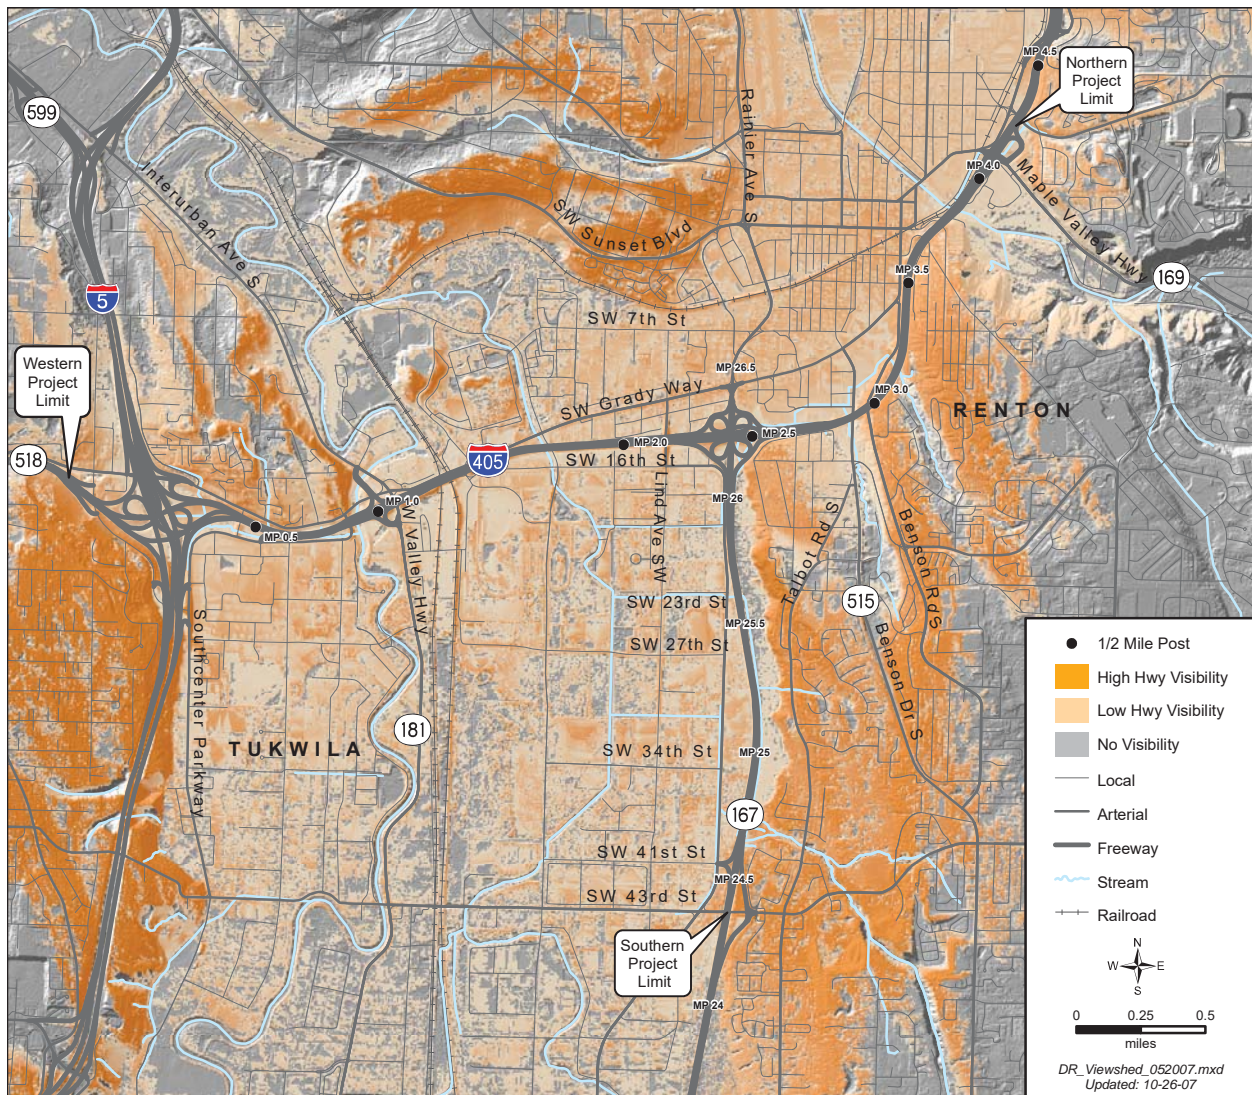 MP 4.5
Northern
Project
Limit
599
Rainier Ave S
Interurban Ave S
MP 4.0
Maple Valley Hwy
SW Sunset Blvd
169
MP 3.5
5
SW 7th St
Western
Project
Limit
MP 26.5
SW Grady Way
MP 3.0
RENTON
518
405
MP 2.0
MP 2.5
SW 16th St
MP 1.0
MP 26
Lind Ave SW
MP 0.5
W Valley Hwy
Talbot Rd S
Benson Rd S
515
SW 23rd St
MP 25.5
SW 27th St
Southcenter Parkway
Benson Dr S
181
TUKWILA
SW 34th St
MP 25
167
SW 41st St
MP 24.5
SW 43rd St
Southern
Project
Limit
MP 24
1/2 Mile Post
High Hwy Visibility
Low Hwy Visibility
No Visibility
Local
Arterial
Freeway
Stream
Railroad
N
W E
S
0 0.25 0.5
miles
DR_Viewshed_052007.mxd
Updated: 10-26-07